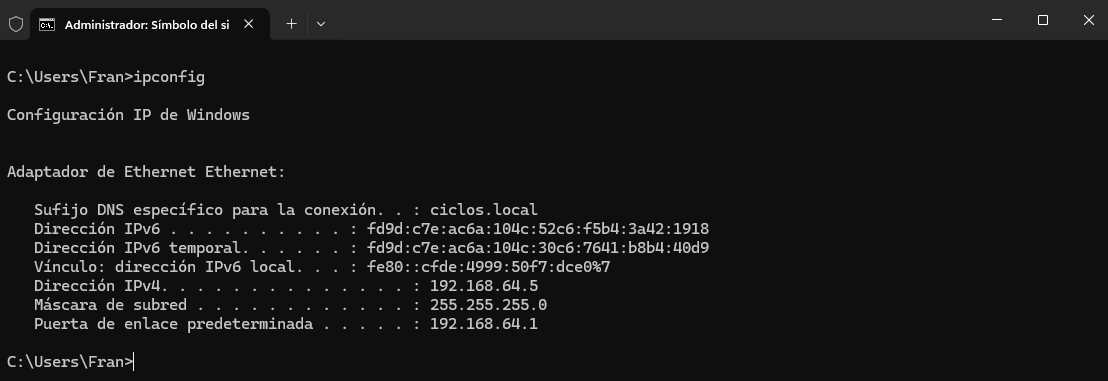 Administrador: Símbolo del si
C:\Users\Fran>ipconfig
Configuración IP de Windows
Adaptador de Ethernet Ethernet:
Sufijo DNS específico para la conexión. . : ciclos.local
Dirección IPv6 . . . . . . . . . . : fd9d:c7e:ac6a:104c:52c6:f5b4:3a42:1918
Dirección IPv6 temporal. . . . . . : fd9d:c7e:ac6a:104c:30c6:7641:b8b4:40d9
Vínculo: dirección IPv6 local. . . : fe80::cfde:4999:50f7:dce0%7
Dirección IPv4. . . . . . . . . . . . . . : 192.168.64.5
Máscara de subred . . . . . . . . . . . . : 255.255.255.0
Puerta de enlace predeterminada . . . . . : 192.168.64.1
C:\Users\Fran>